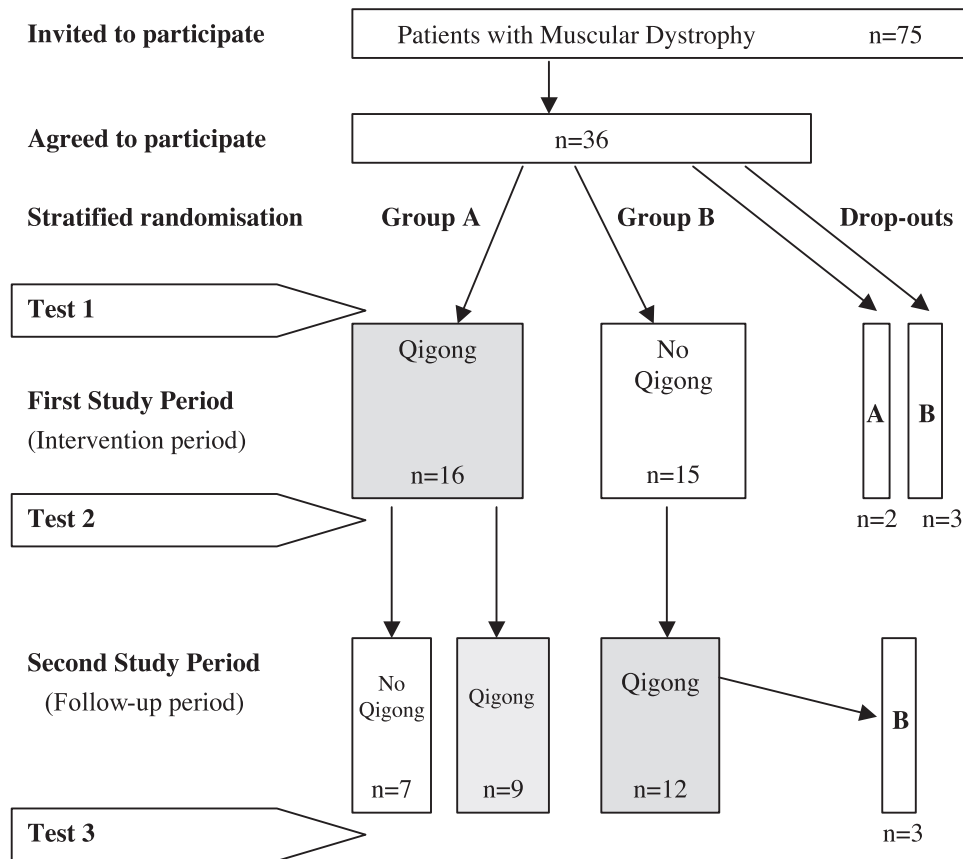 Invited to participate
Patients with Muscular Dystrophy n=75
Agreed to participate
n=36
Stratified randomisation
Group A
Group B
Drop-outs
Test 1
Qigong
n=16
No
Qigong
n=15
A
B
n=2
n=3
First Study Period
(Intervention period)
Test 2
Second Study Period
(Follow-up period)
No
Qigong
n=7
Qigong
n=9
Qigong
n=12
B
n=3
Test 3